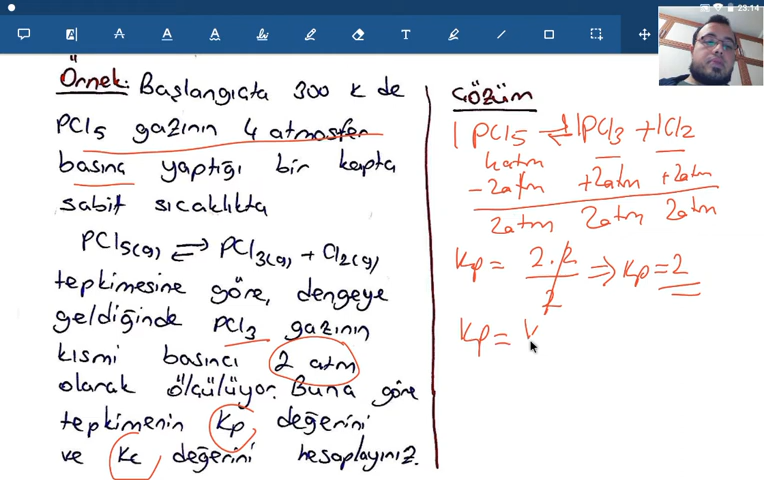 23.14
Örnek: Başlangıçta 300 K de
PCl5 gazının 4 atmosfer
basınç yaptığı bir kapta
sabit sıcaklıkta
PCl5(g) ⇌ PCl3(g) + Cl2(g)
tepkimesine göre, dengeye
geldiğinde PCl3 gazının
kısmi basıncı 2 atm
olarak ölçülüyor. Buna göre
tepkimenin Kp değerini
ve Kc değerini hesaplayınız.
Çözüm
1 PCl5 ⇌ 1PCl3 + 1Cl2
4atm
-2atm +2atm +2atm
2atm 2atm 2atm
Kp = 2.2 / 2 ⇒ Kp = 2
Kp =